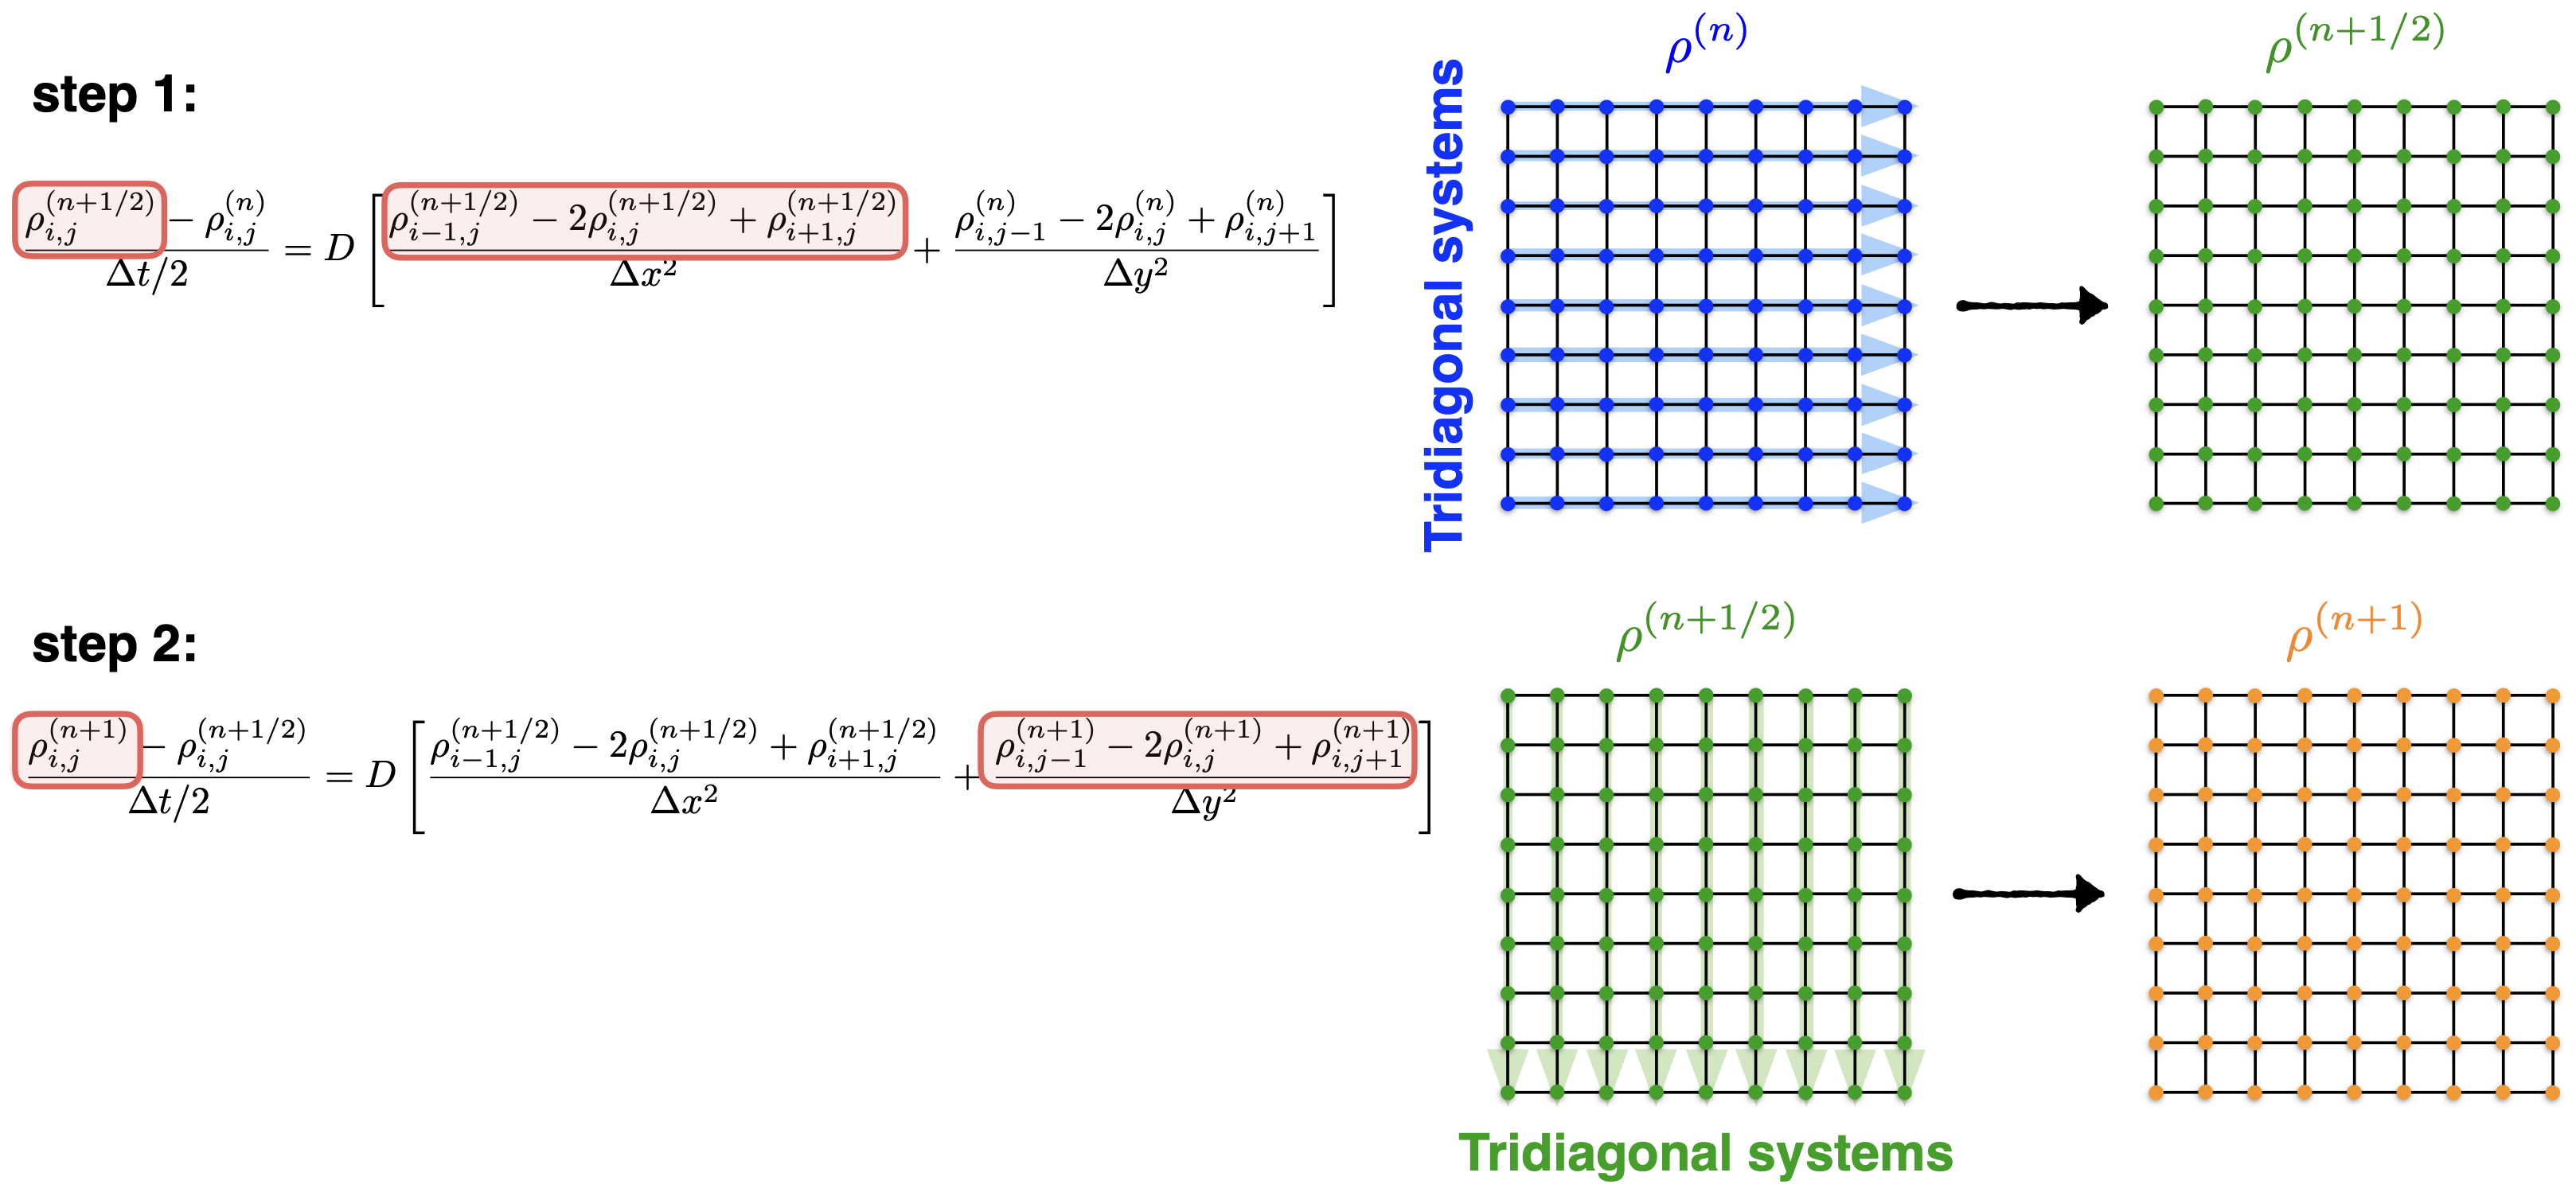 step 1:
\frac{\rho_{i,j}^{(n+1/2)} - \rho_{i,j}^{(n)}}{\Delta t/2} = D \left[ \frac{\rho_{i-1,j}^{(n+1/2)} - 2\rho_{i,j}^{(n+1/2)} + \rho_{i+1,j}^{(n+1/2)}}{\Delta x^2} + \frac{\rho_{i,j-1}^{(n)} - 2\rho_{i,j}^{(n)} + \rho_{i,j+1}^{(n)}}{\Delta y^2} \right]
Tridiagonal systems
\rho^{(n)}
\rho^{(n+1/2)}
step 2:
\frac{\rho_{i,j}^{(n+1)} - \rho_{i,j}^{(n+1/2)}}{\Delta t/2} = D \left[ \frac{\rho_{i-1,j}^{(n+1/2)} - 2\rho_{i,j}^{(n+1/2)} + \rho_{i+1,j}^{(n+1/2)}}{\Delta x^2} + \frac{\rho_{i,j-1}^{(n+1)} - 2\rho_{i,j}^{(n+1)} + \rho_{i,j+1}^{(n+1)}}{\Delta y^2} \right]
\rho^{(n+1/2)}
\rho^{(n+1)}
Tridiagonal systems